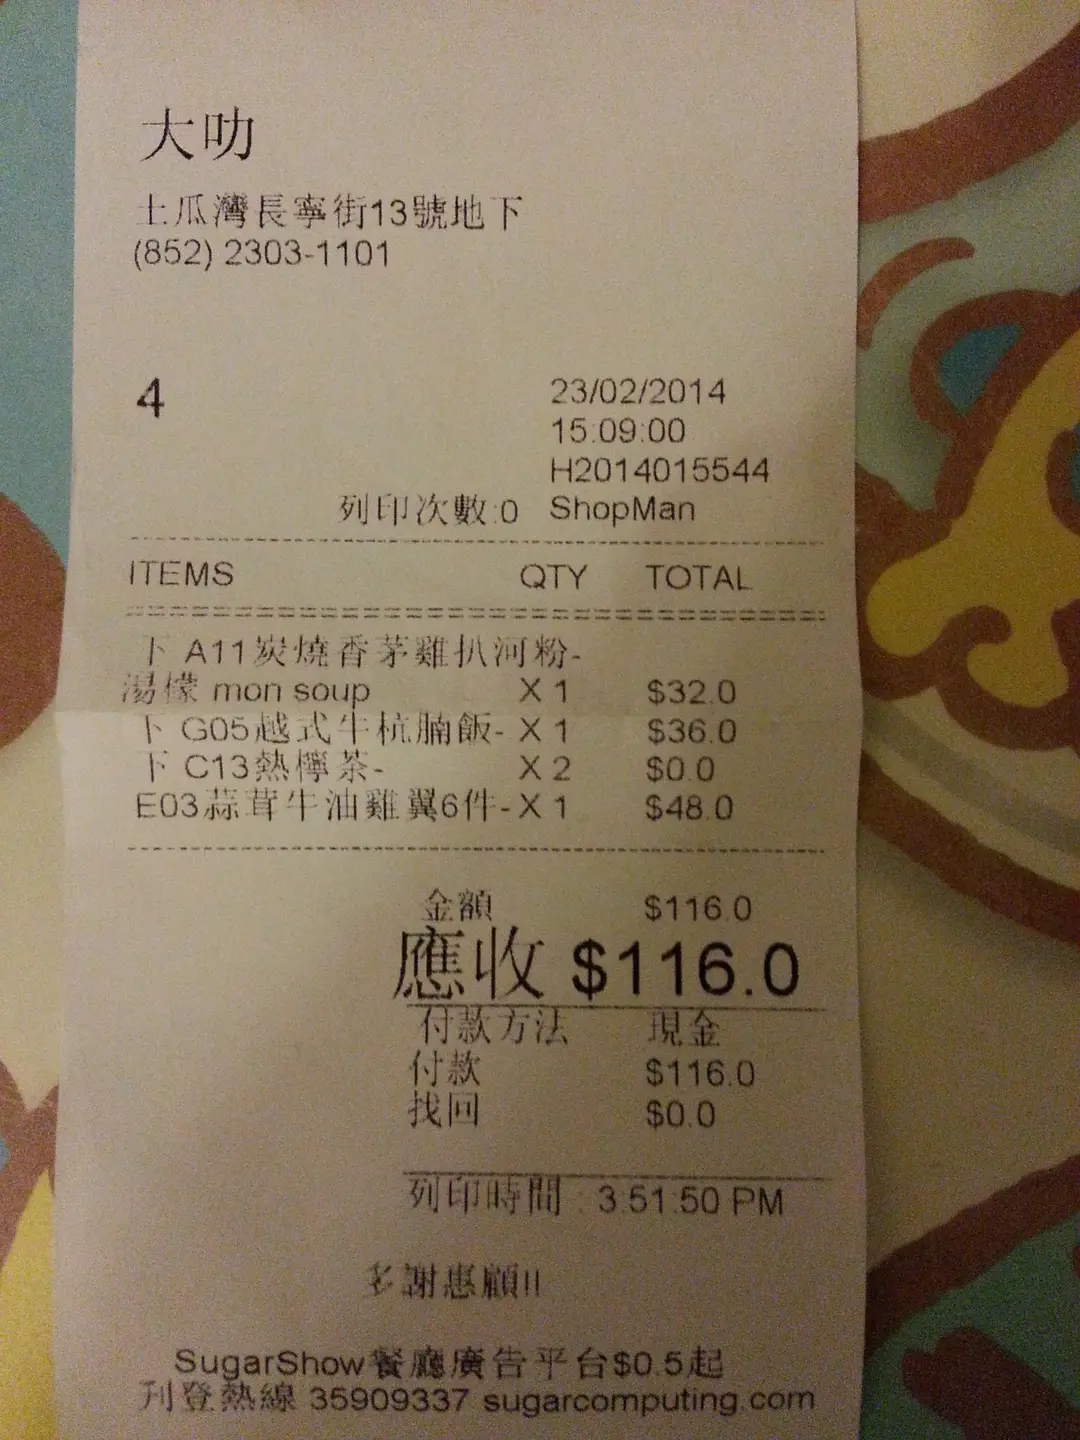 大叻
土瓜灣長寧街13號地下
(852) 2303-1101
4
23/02/2014
15:09:00
H2014015544
列印次數:0 ShopMan
ITEMS QTY TOTAL
下 A11炭燒香茅雞扒河粉-
湯檬 mon soup X 1 $32.0
下 G05越式牛杭腩飯- X 1 $36.0
下 C13熱檸茶- X 2 $0.0
E03蒜茸牛油雞翼6件- X 1 $48.0
金額 $116.0
應收 $116.0
付款方法 現金
付款 $116.0
找回 $0.0
列印時間 : 3:51:50 PM
多謝惠顧!!
SugarShow餐廳廣告平台$0.5起
刊登熱線 35909337 sugarcomputing.com